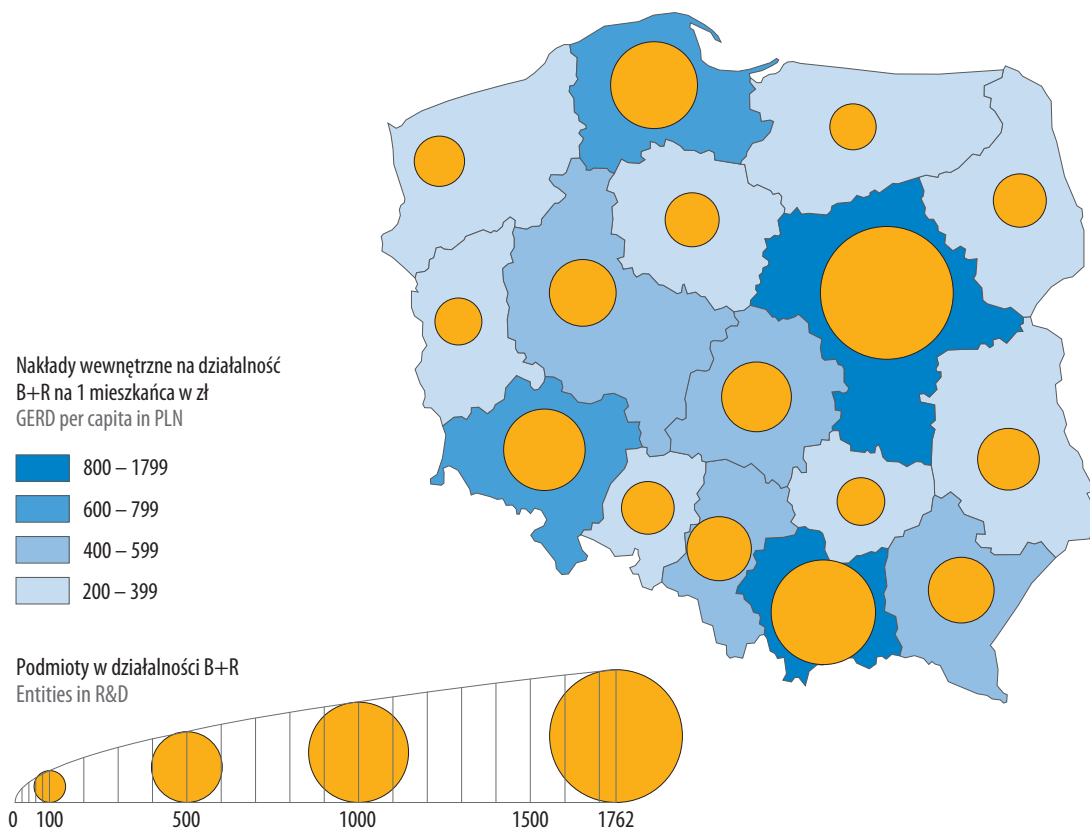 Nakłady wewnętrzne na działalność
B+R na 1 mieszkańca w zł
GERD per capita in PLN
800 – 1799
600 – 799
400 – 599
200 – 399
Podmioty w działalności B+R
Entities in R&D
0 100 500 1000 1500 1762